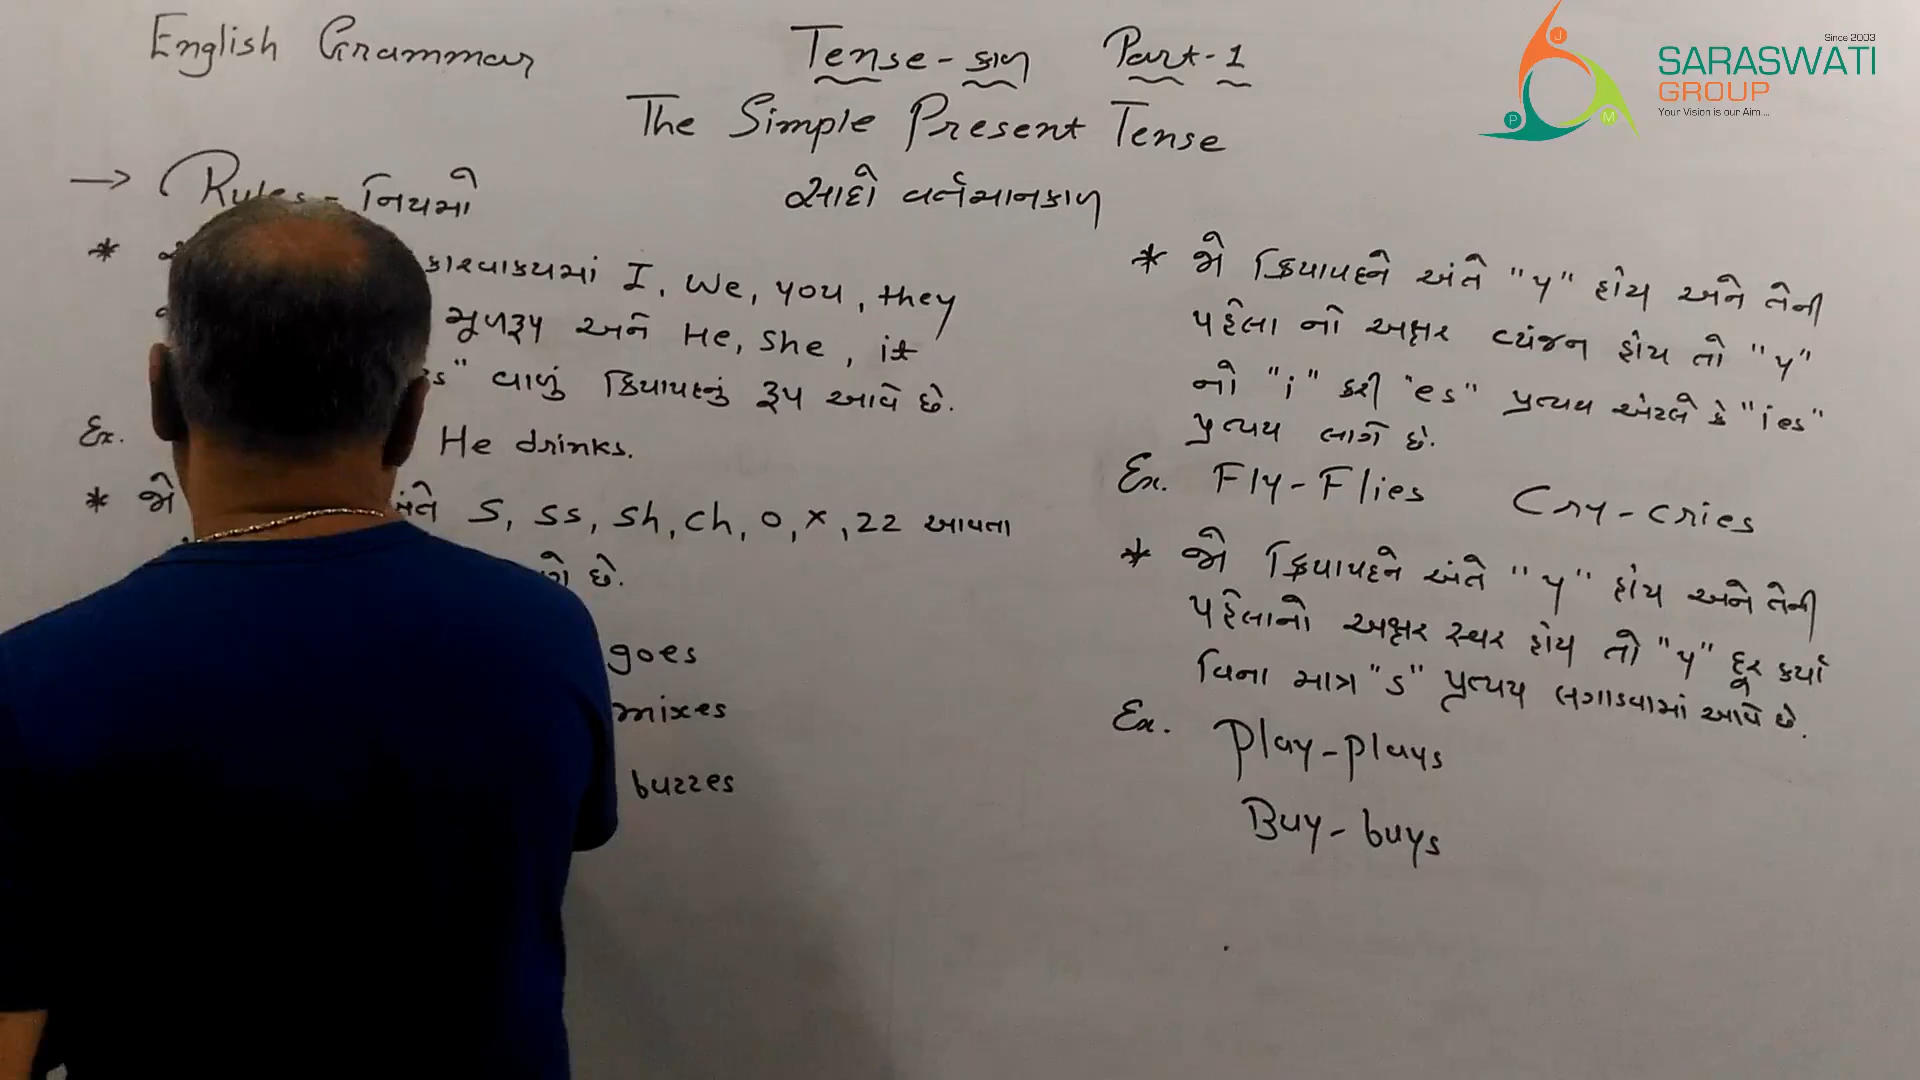 English Grammar
Tense - કાળ Part-1
Since 2003
SARASWATI
GROUP
Your Vision is our Aim ...
J
P
M
The Simple Present Tense
→ Rules - નિયમો
સાદો વર્તમાનકાળ
* કારવાક્યમાં I, We, you, they
મૂળરૂપ અને He, She, it
"s" વાળું ક્રિયાપદનું રૂપ આવે છે.
Ex. He drinks.
* જો અંતે S, SS, Sh, Ch, O, X, ZZ આવતા
છે.
goes
mixes
buzzes
* જો ક્રિયાપદને અંતે "y" હોય અને તેની
પહેલા નો અક્ષર વ્યંજન હોય તો "y"
નો "i" કરી "es" પ્રત્યય એટલે કે "ies"
પ્રત્યય લાગે છે.
Ex. Fly - Flies Cry - cries
* જો ક્રિયાપદને અંતે "y" હોય અને તેની
પહેલાનો અક્ષર સ્વર હોય તો "y" દૂર કર્યા
વિના માત્ર "s" પ્રત્યય લગાડવામાં આવે છે.
Ex. Play - plays
Buy - buys